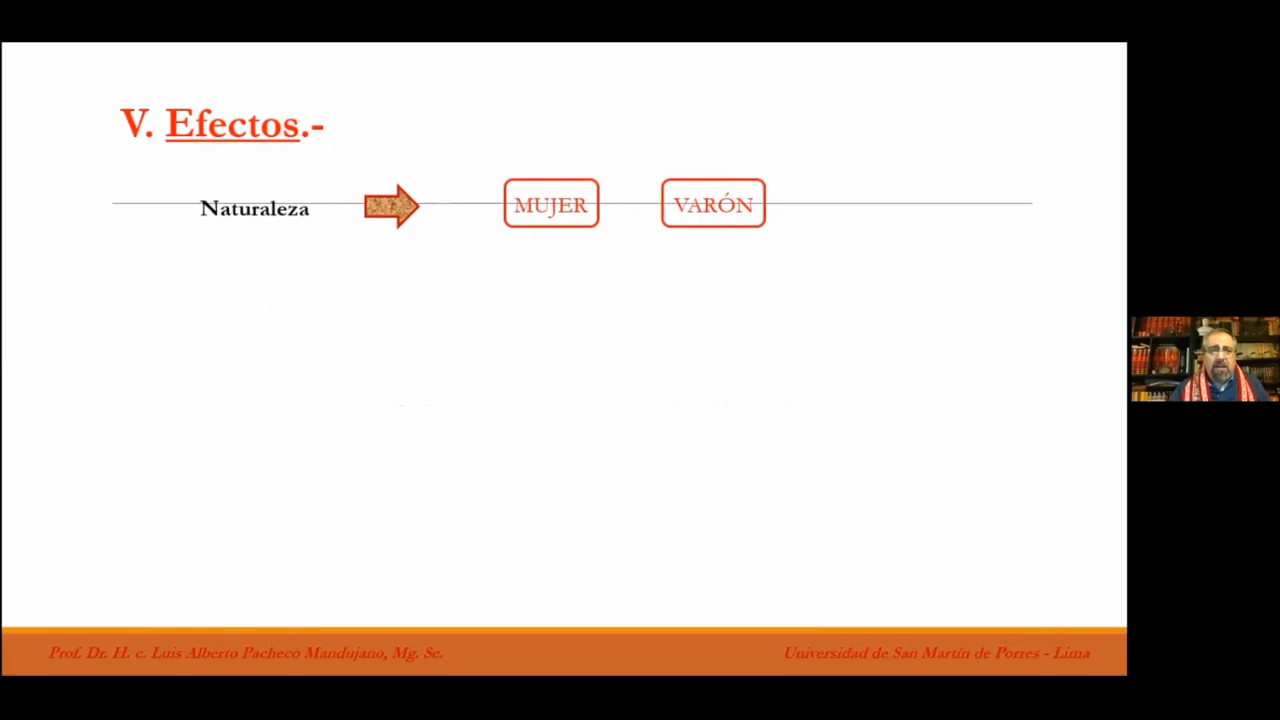 V. Efectos.-
Naturaleza
MUJER
VARÓN
Prof. Dr. H. c. Luis Alberto Pacheco Mandujano, Mg. Sc.
Universidad de San Martín de Porres - Lima